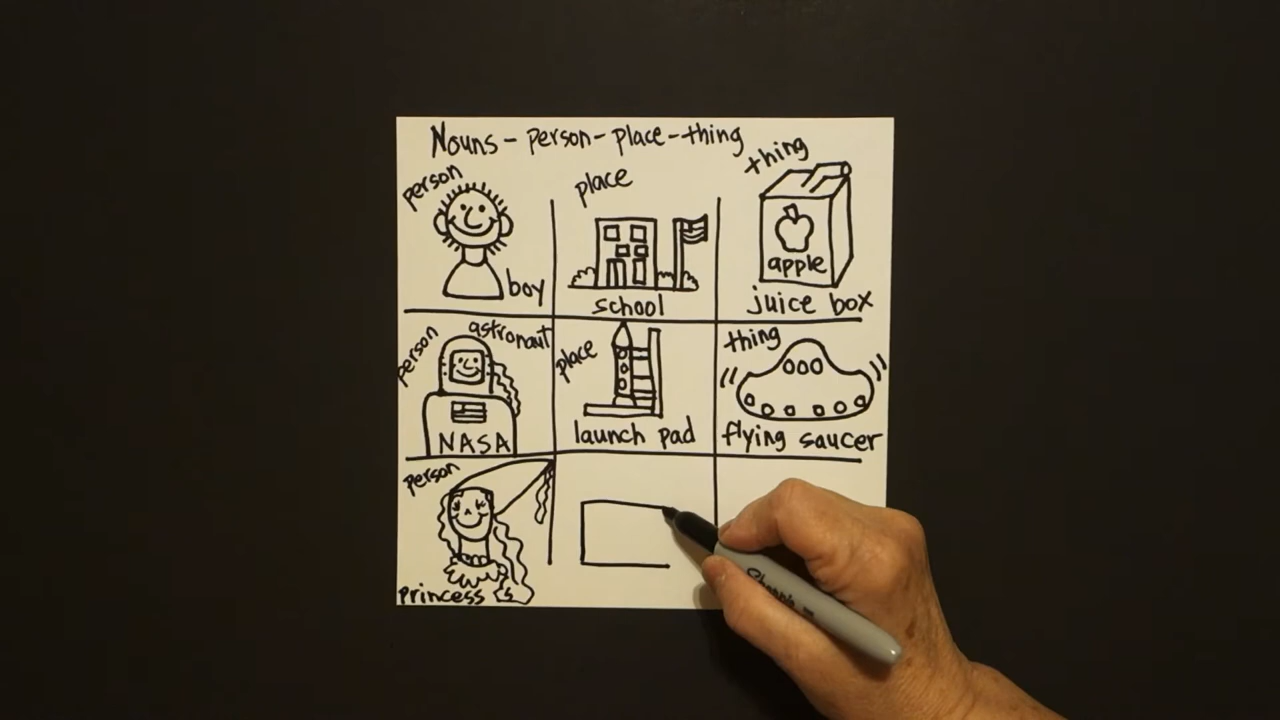 Nouns - person - place - thing
person
boy
place
school
thing
apple
juice box
person
astronaut
NASA
place
launch pad
thing
flying saucer
person
princess
Sharpie